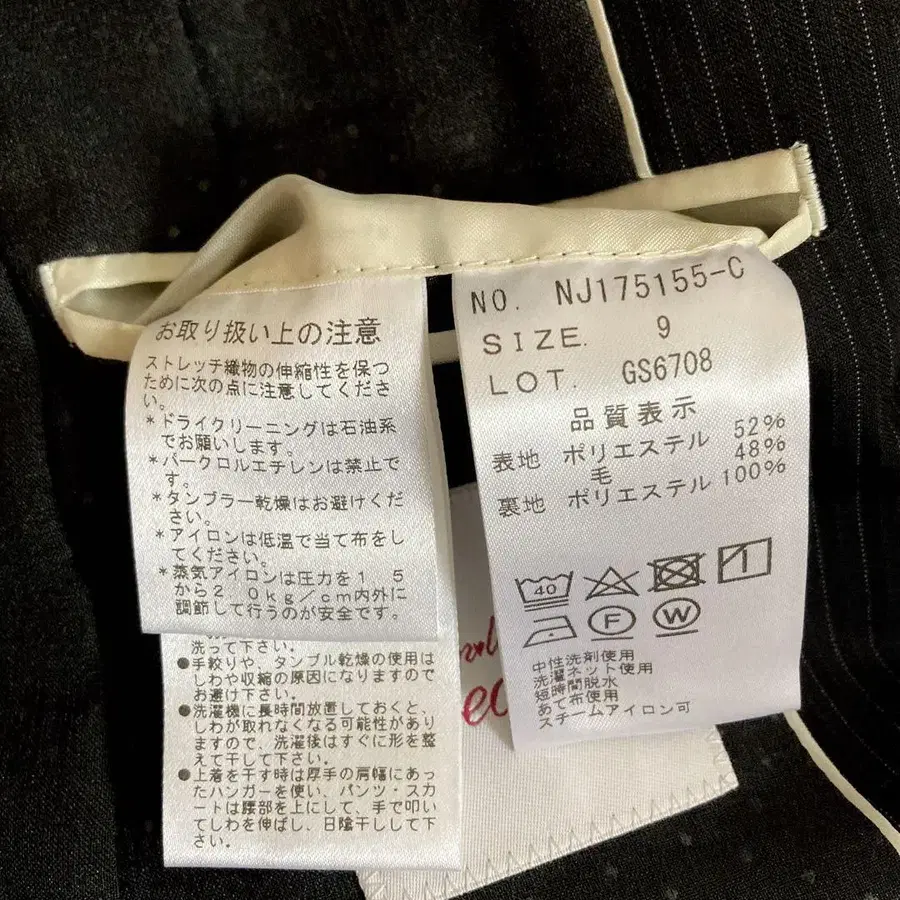 お取り扱い上の注意
ストレッチ織物の伸縮性を保つ
ために次の点に注意してくださ
い。
*ドライクリーニングは石油系
でお願いします。
*パークロルエチレンは禁止で
す。
*タンブラー乾燥はお避けくだ
さい。
*アイロンは低温で当て布をし
てください。
*蒸気アイロンは圧力を1.5
から2.0kg/cm内外に
調節して行うのが安全です。
洗って下さい。
●手絞りや、タンブル乾燥の使用は
しわや収縮の原因になりますので
お避け下さい。
●洗濯機に長時間放置しておくと、
しわが取れなくなる可能性があり
ますので、洗濯後はすぐに形を整
えて干して下さい。
●上着を干す時は厚手の肩幅にあっ
たハンガーを使い、パンツ・スカ
ートは腰部を上にして、手で叩い
てしわを伸ばし、日陰干しして下
さい。
NO. NJ175155-C
SIZE. 9
LOT. GS6708
品質表示
表地 ポリエステル 52%
毛 48%
裏地 ポリエステル 100%
40
F W
中性洗剤使用
洗濯ネット使用
短時間脱水
あて布使用
スチームアイロン可